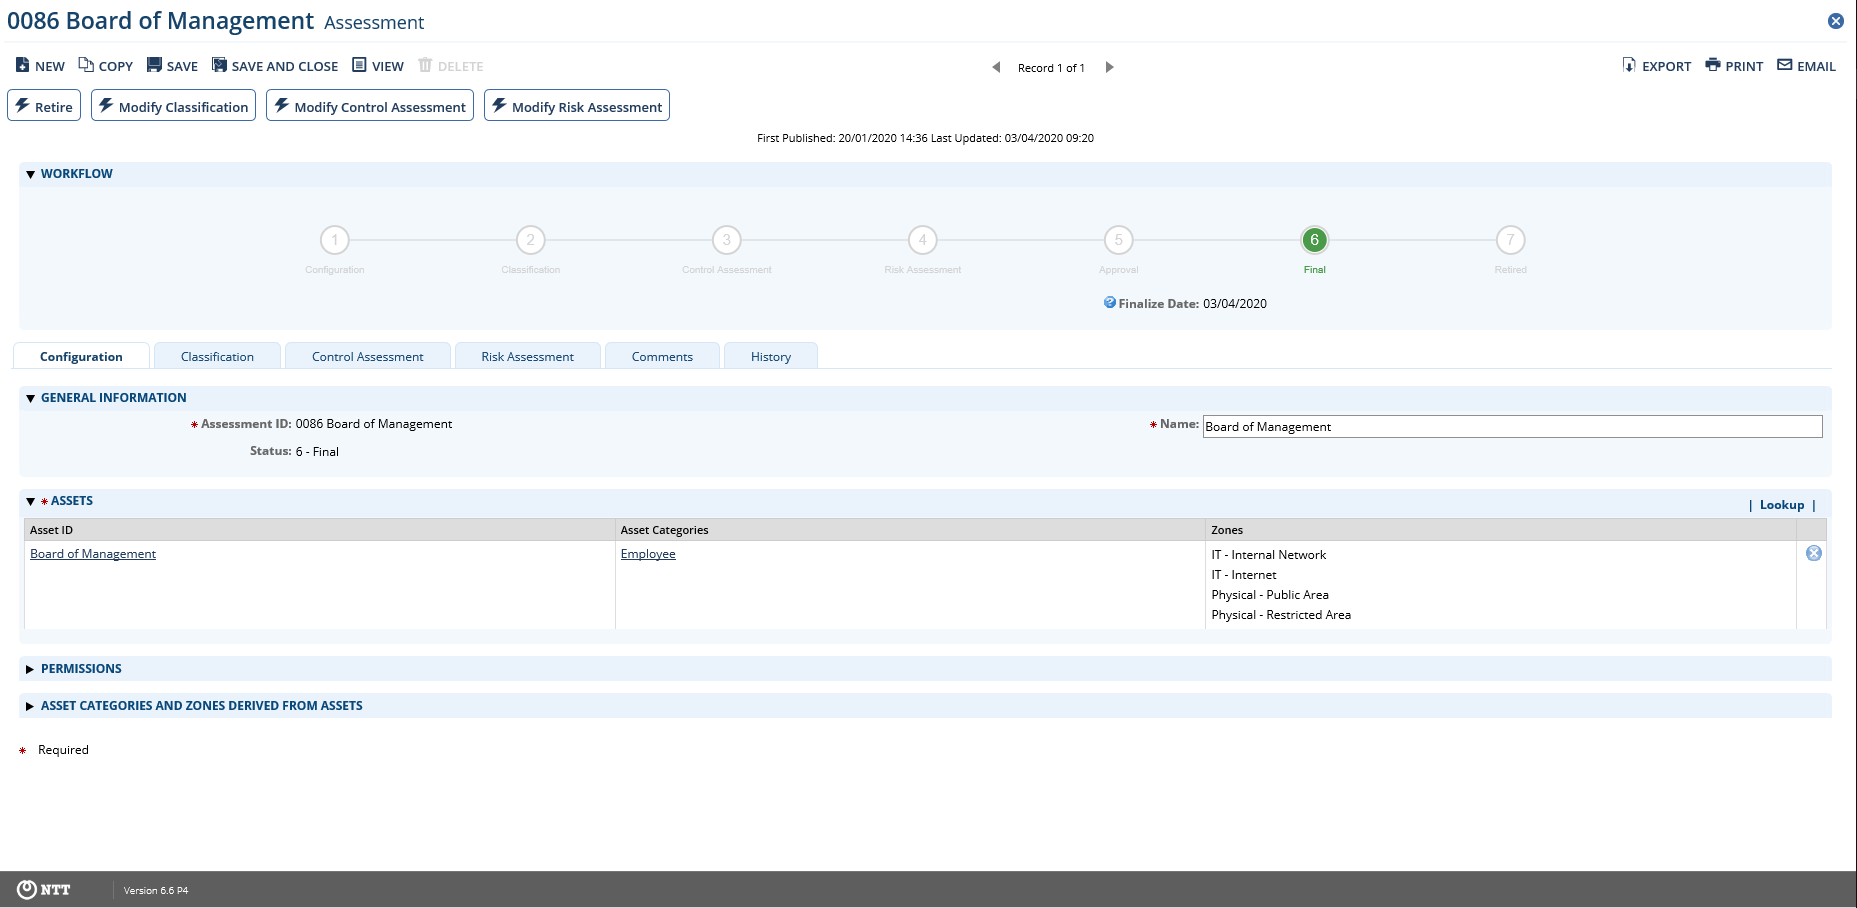 0086 Board of Management Assessment
NEW COPY SAVE SAVE AND CLOSE VIEW DELETE
Record 1 of 1
EXPORT PRINT EMAIL
Retire Modify Classification Modify Control Assessment Modify Risk Assessment
First Published: 20/01/2020 14:36 Last Updated: 03/04/2020 09:20
WORKFLOW
1 2 3 4 5 6 7
Configuration Classification Control Assessment Risk Assessment Approval Final Retired
Finalize Date: 03/04/2020
Configuration Classification Control Assessment Risk Assessment Comments History
GENERAL INFORMATION
* Assessment ID: 0086 Board of Management
* Name: Board of Management
Status: 6 - Final
* ASSETS
| Lookup |
Asset ID Asset Categories Zones
Board of Management Employee IT - Internal Network
IT - Internet
Physical - Public Area
Physical - Restricted Area
PERMISSIONS
ASSET CATEGORIES AND ZONES DERIVED FROM ASSETS
* Required
NTT Version 6.6 P4